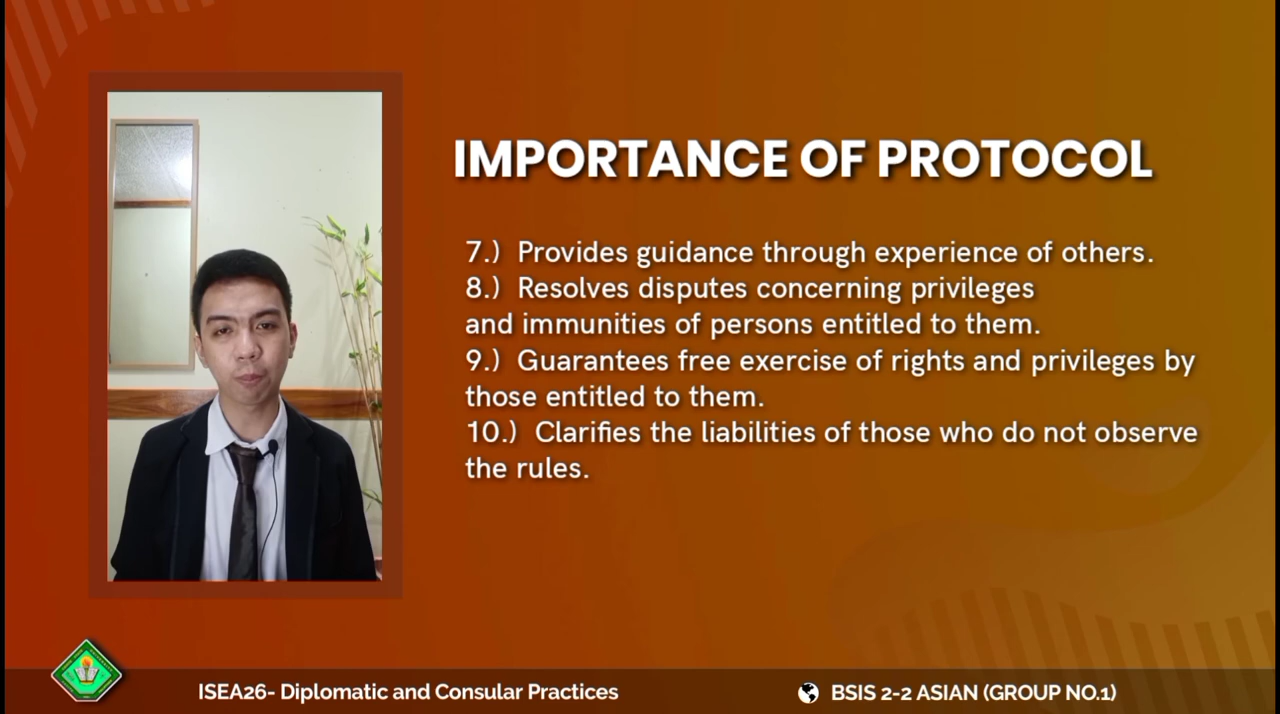 IMPORTANCE OF PROTOCOL
7.) Provides guidance through experience of others.
8.) Resolves disputes concerning privileges
and immunities of persons entitled to them.
9.) Guarantees free exercise of rights and privileges by
those entitled to them.
10.) Clarifies the liabilities of those who do not observe
the rules.
ISEA26- Diplomatic and Consular Practices
BSIS 2-2 ASIAN (GROUP NO.1)